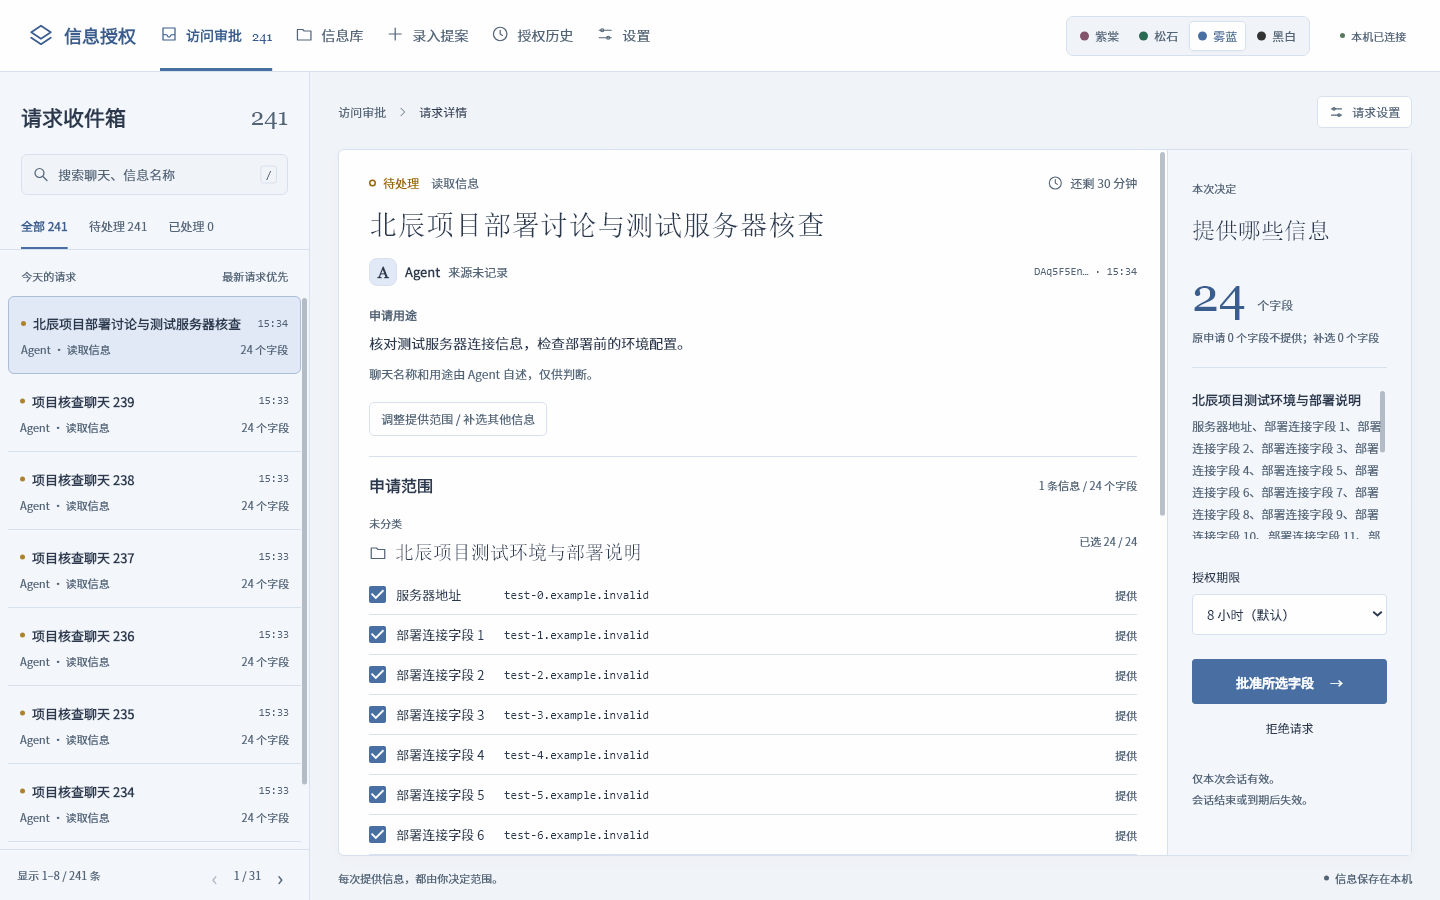 信息授权
访问审批 241
信息库
录入提案
授权历史
设置
紫棠
松石
雾蓝
黑白
本机已连接
请求收件箱 241
搜索聊天、信息名称 /
全部 241 待处理 241 已处理 0
今天的请求 最新请求优先
北辰项目部署讨论与测试服务器核查 15:34
Agent · 读取信息 24 个字段
项目核查聊天 239 15:33
Agent · 读取信息 24 个字段
项目核查聊天 238 15:33
Agent · 读取信息 24 个字段
项目核查聊天 237 15:33
Agent · 读取信息 24 个字段
项目核查聊天 236 15:33
Agent · 读取信息 24 个字段
项目核查聊天 235 15:33
Agent · 读取信息 24 个字段
项目核查聊天 234 15:33
Agent · 读取信息 24 个字段
显示 1–8 / 241 条 ‹ 1 / 31 ›
访问审批 > 请求详情
请求设置
待处理 读取信息 还剩 30 分钟
北辰项目部署讨论与测试服务器核查
A Agent 来源未记录 DAq5F5En… · 15:34
申请用途
核对测试服务器连接信息，检查部署前的环境配置。
聊天名称和用途由 Agent 自述，仅供判断。
调整提供范围 / 补选其他信息
申请范围 1 条信息 / 24 个字段
未分类
北辰项目测试环境与部署说明 已选 24 / 24
服务器地址 test-0.example.invalid 提供
部署连接字段 1 test-1.example.invalid 提供
部署连接字段 2 test-2.example.invalid 提供
部署连接字段 3 test-3.example.invalid 提供
部署连接字段 4 test-4.example.invalid 提供
部署连接字段 5 test-5.example.invalid 提供
部署连接字段 6 test-6.example.invalid 提供
本次决定
提供哪些信息
24 个字段
原申请 0 个字段不提供；补选 0 个字段
北辰项目测试环境与部署说明
服务器地址、部署连接字段 1、部署
连接字段 2、部署连接字段 3、部署
连接字段 4、部署连接字段 5、部署
连接字段 6、部署连接字段 7、部署
连接字段 8、部署连接字段 9、部署
连接字段 10、部署连接字段 11、部
授权期限
8 小时（默认）
批准所选字段 →
拒绝请求
仅本次会话有效。
会话结束或到期后失效。
每次提供信息，都由你决定范围。
信息保存在本机